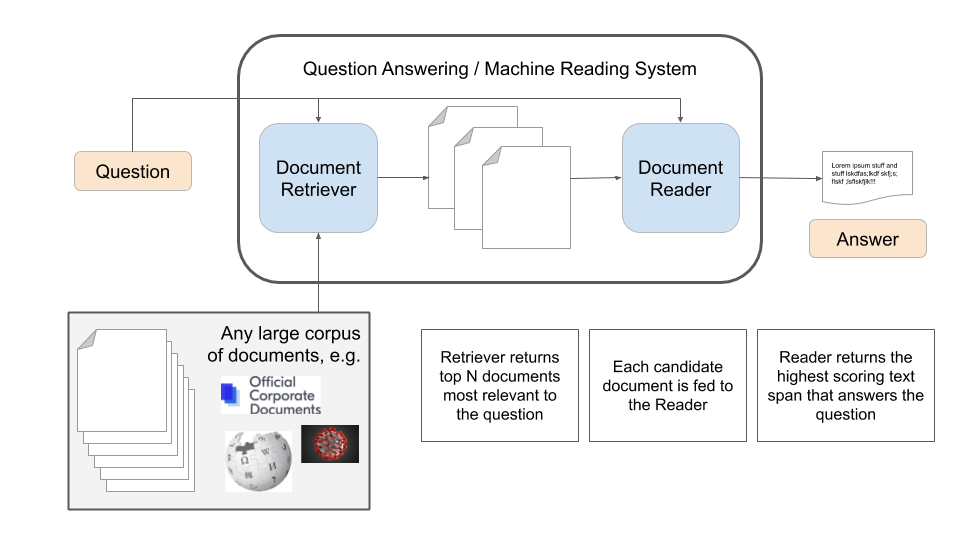 Question Answering / Machine Reading System
Question
Document
Retriever
Document
Reader
Lorem ipsum stuff and
stuff lskdfas;lkdf skfj;s;
flskf ;lsflskfjlk!!!
Answer
Any large corpus
of documents, e.g.
Official
Corporate
Documents
Ω
W
И
Retriever returns
top N documents
most relevant to
the question
Each candidate
document is fed to
the Reader
Reader returns the
highest scoring text
span that answers the
question